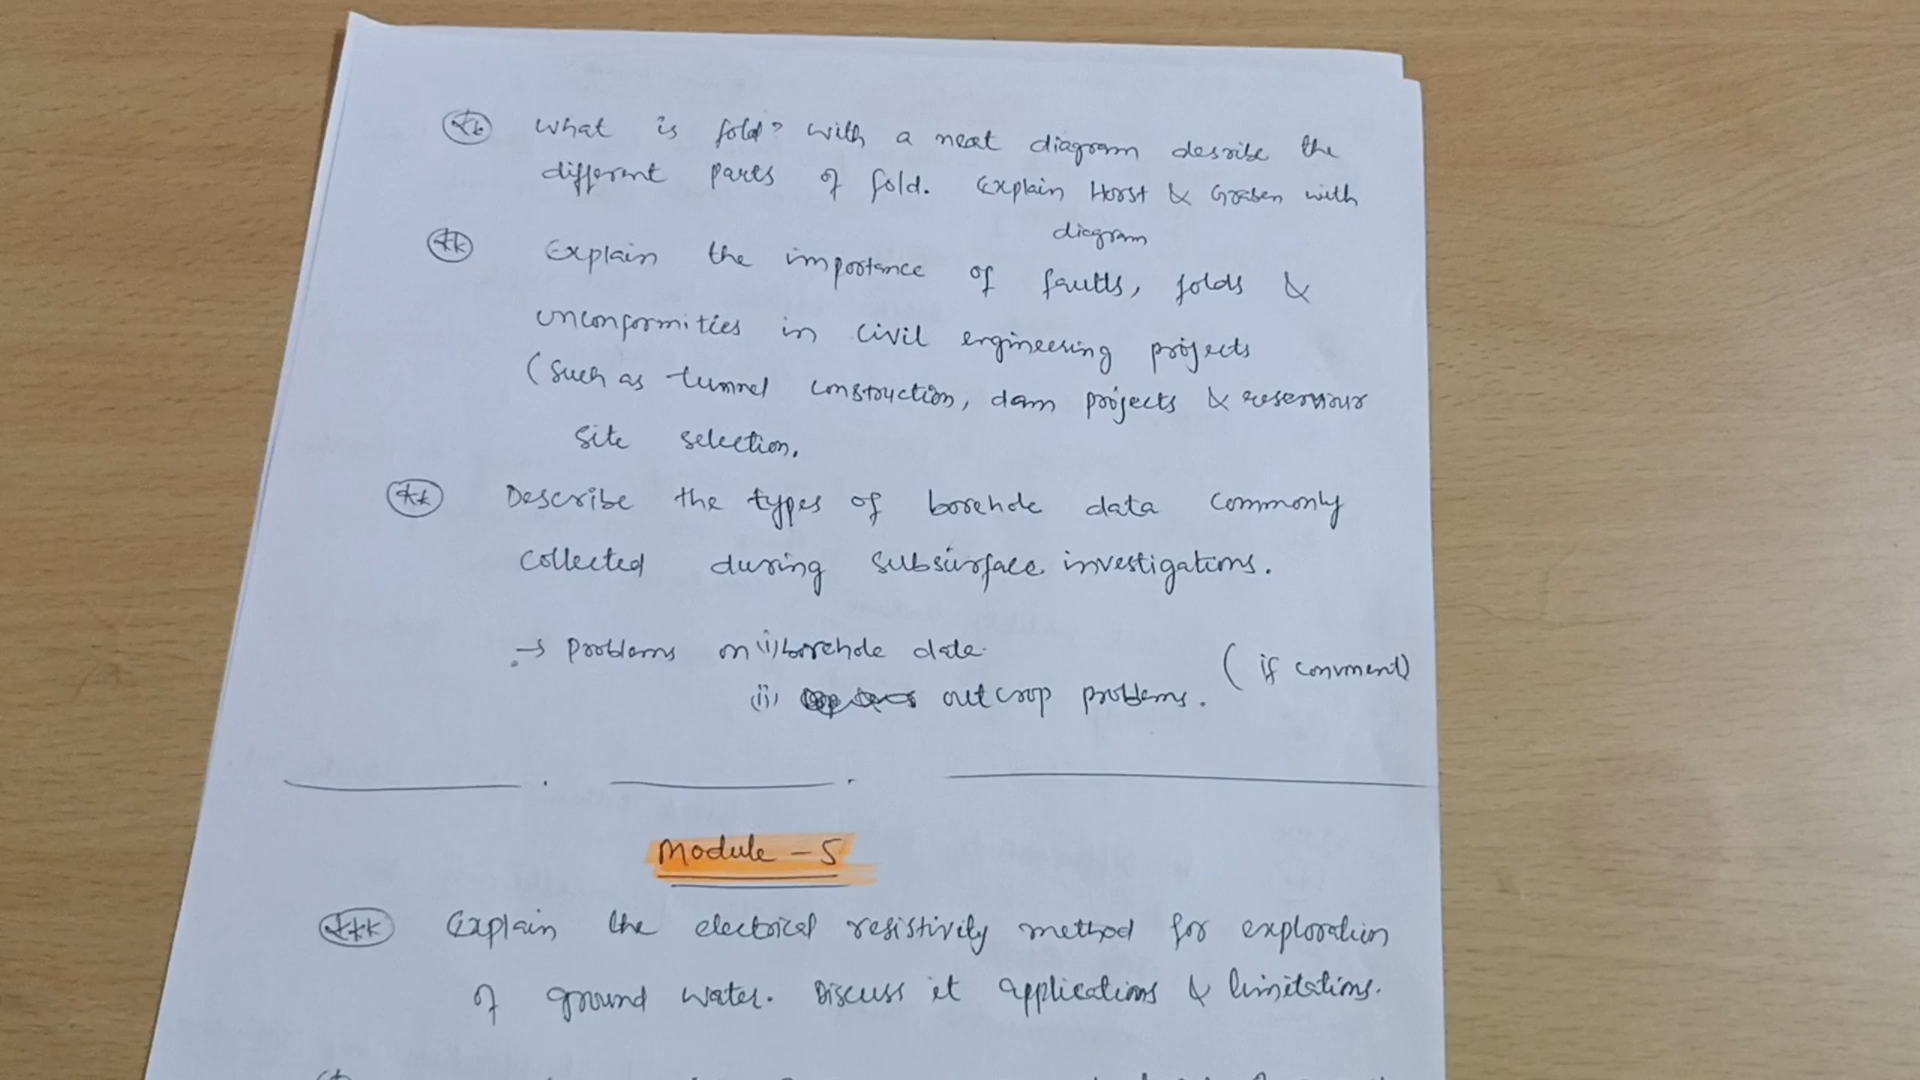 ** What is fold? with a neat diagram desribe the
different parts of fold. Explain Horst & Graben with
diagram
** Explain the importance of faults, folds &
unconformities in civil engineering projects
(such as tunnel construction, dam projects & reservour
site selection.
** Describe the types of borehole data commonly
collected during subsurface investigations.
→ Problems on (i) borehole data.
(if convinent)
(ii) outcrop problems.
Module - 5
*** Explain the electrical resistivity method for exploration
of ground water. Discuss it applications & limitations.